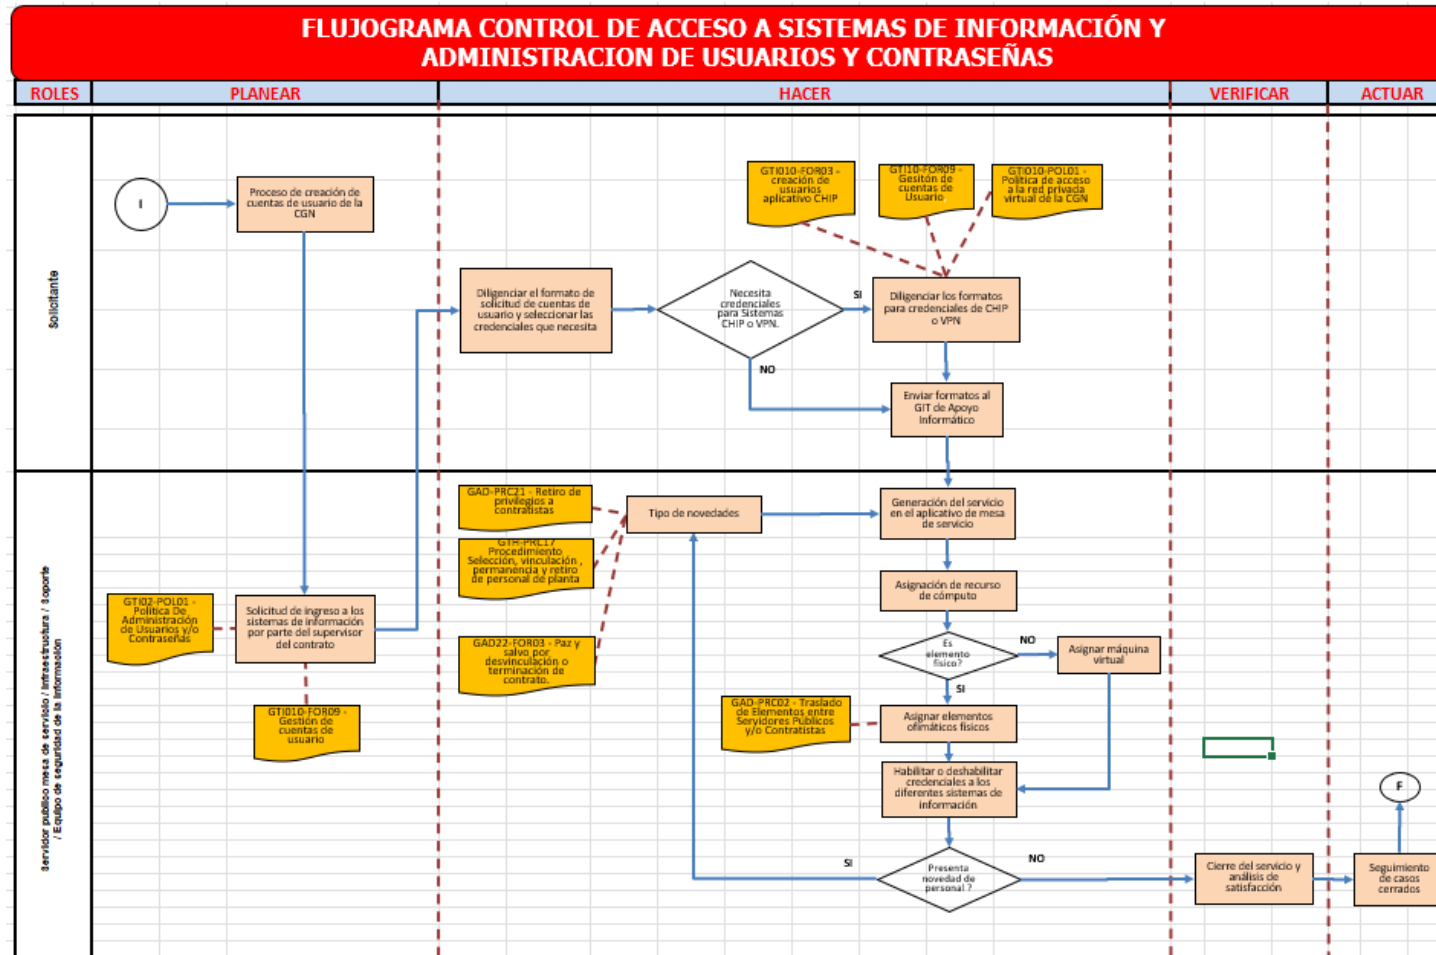 FLUJOGRAMA CONTROL DE ACCESO A SISTEMAS DE INFORMACIÓN Y
ADMINISTRACION DE USUARIOS Y CONTRASEÑAS
ROLES
PLANEAR
HACER
VERIFICAR
ACTUAR
Solicitante
I
Proceso de creación de
cuentas de usuario de la
CGN
GTI010-FOR03 –
creación de
usuarios
aplicativo CHIP
GTI10-FOR09 -
Gesitón de
cuentas de
Usuario
GTI010-POL01 -
Política de acceso
a la red privada
virtual de la CGN
Diligenciar el formato de
solicitud de cuentas de
usuario y seleccionar las
credenciales que necesita
Necesita
credenciales
para Sistemas
CHIP o VPN.
SI
NO
Diligenciar los formatos
para credenciales de CHIP
o VPN
Enviar formatos al
GIT de Apoyo
Informático
Servidor publico mesa de servicio / Infraestructura / Soporte
/ Equipo de seguridad de la Información
GAD-PRC21 - Retiro de
privilegios a
contratistas
GTH-PRC17
Procedimiento
Selección, vinculación ,
permanencia y retiro
de personal de planta
GAD22-FOR03 - Paz y
salvo por
desvinculación o
terminación de
contrato.
Tipo de novedades
Generación del servicio
en el aplicativo de mesa
de servicio
Asignación de recurso
de cómputo
Es
elemento
físico?
NO
SI
Asignar máquina
virtual
GTI02-POL01 -
Política De
Administración
de Usuarios y/o
Contraseñas
Solicitud de ingreso a los
sistemas de información
por parte del supervisor
del contrato
GTI010-FOR09 -
Gestión de
cuentas de
usuario
GAD-PRC02 - Traslado
de Elementos entre
Servidores Públicos
y/o Contratistas
Asignar elementos
ofimáticos físicos
Habilitar o deshabilitar
credenciales a los
diferentes sistemas de
información
Presenta
novedad de
personal ?
SI
NO
Cierre del servicio y
análisis de
satisfacción
Seguimiento
de casos
cerrados
F